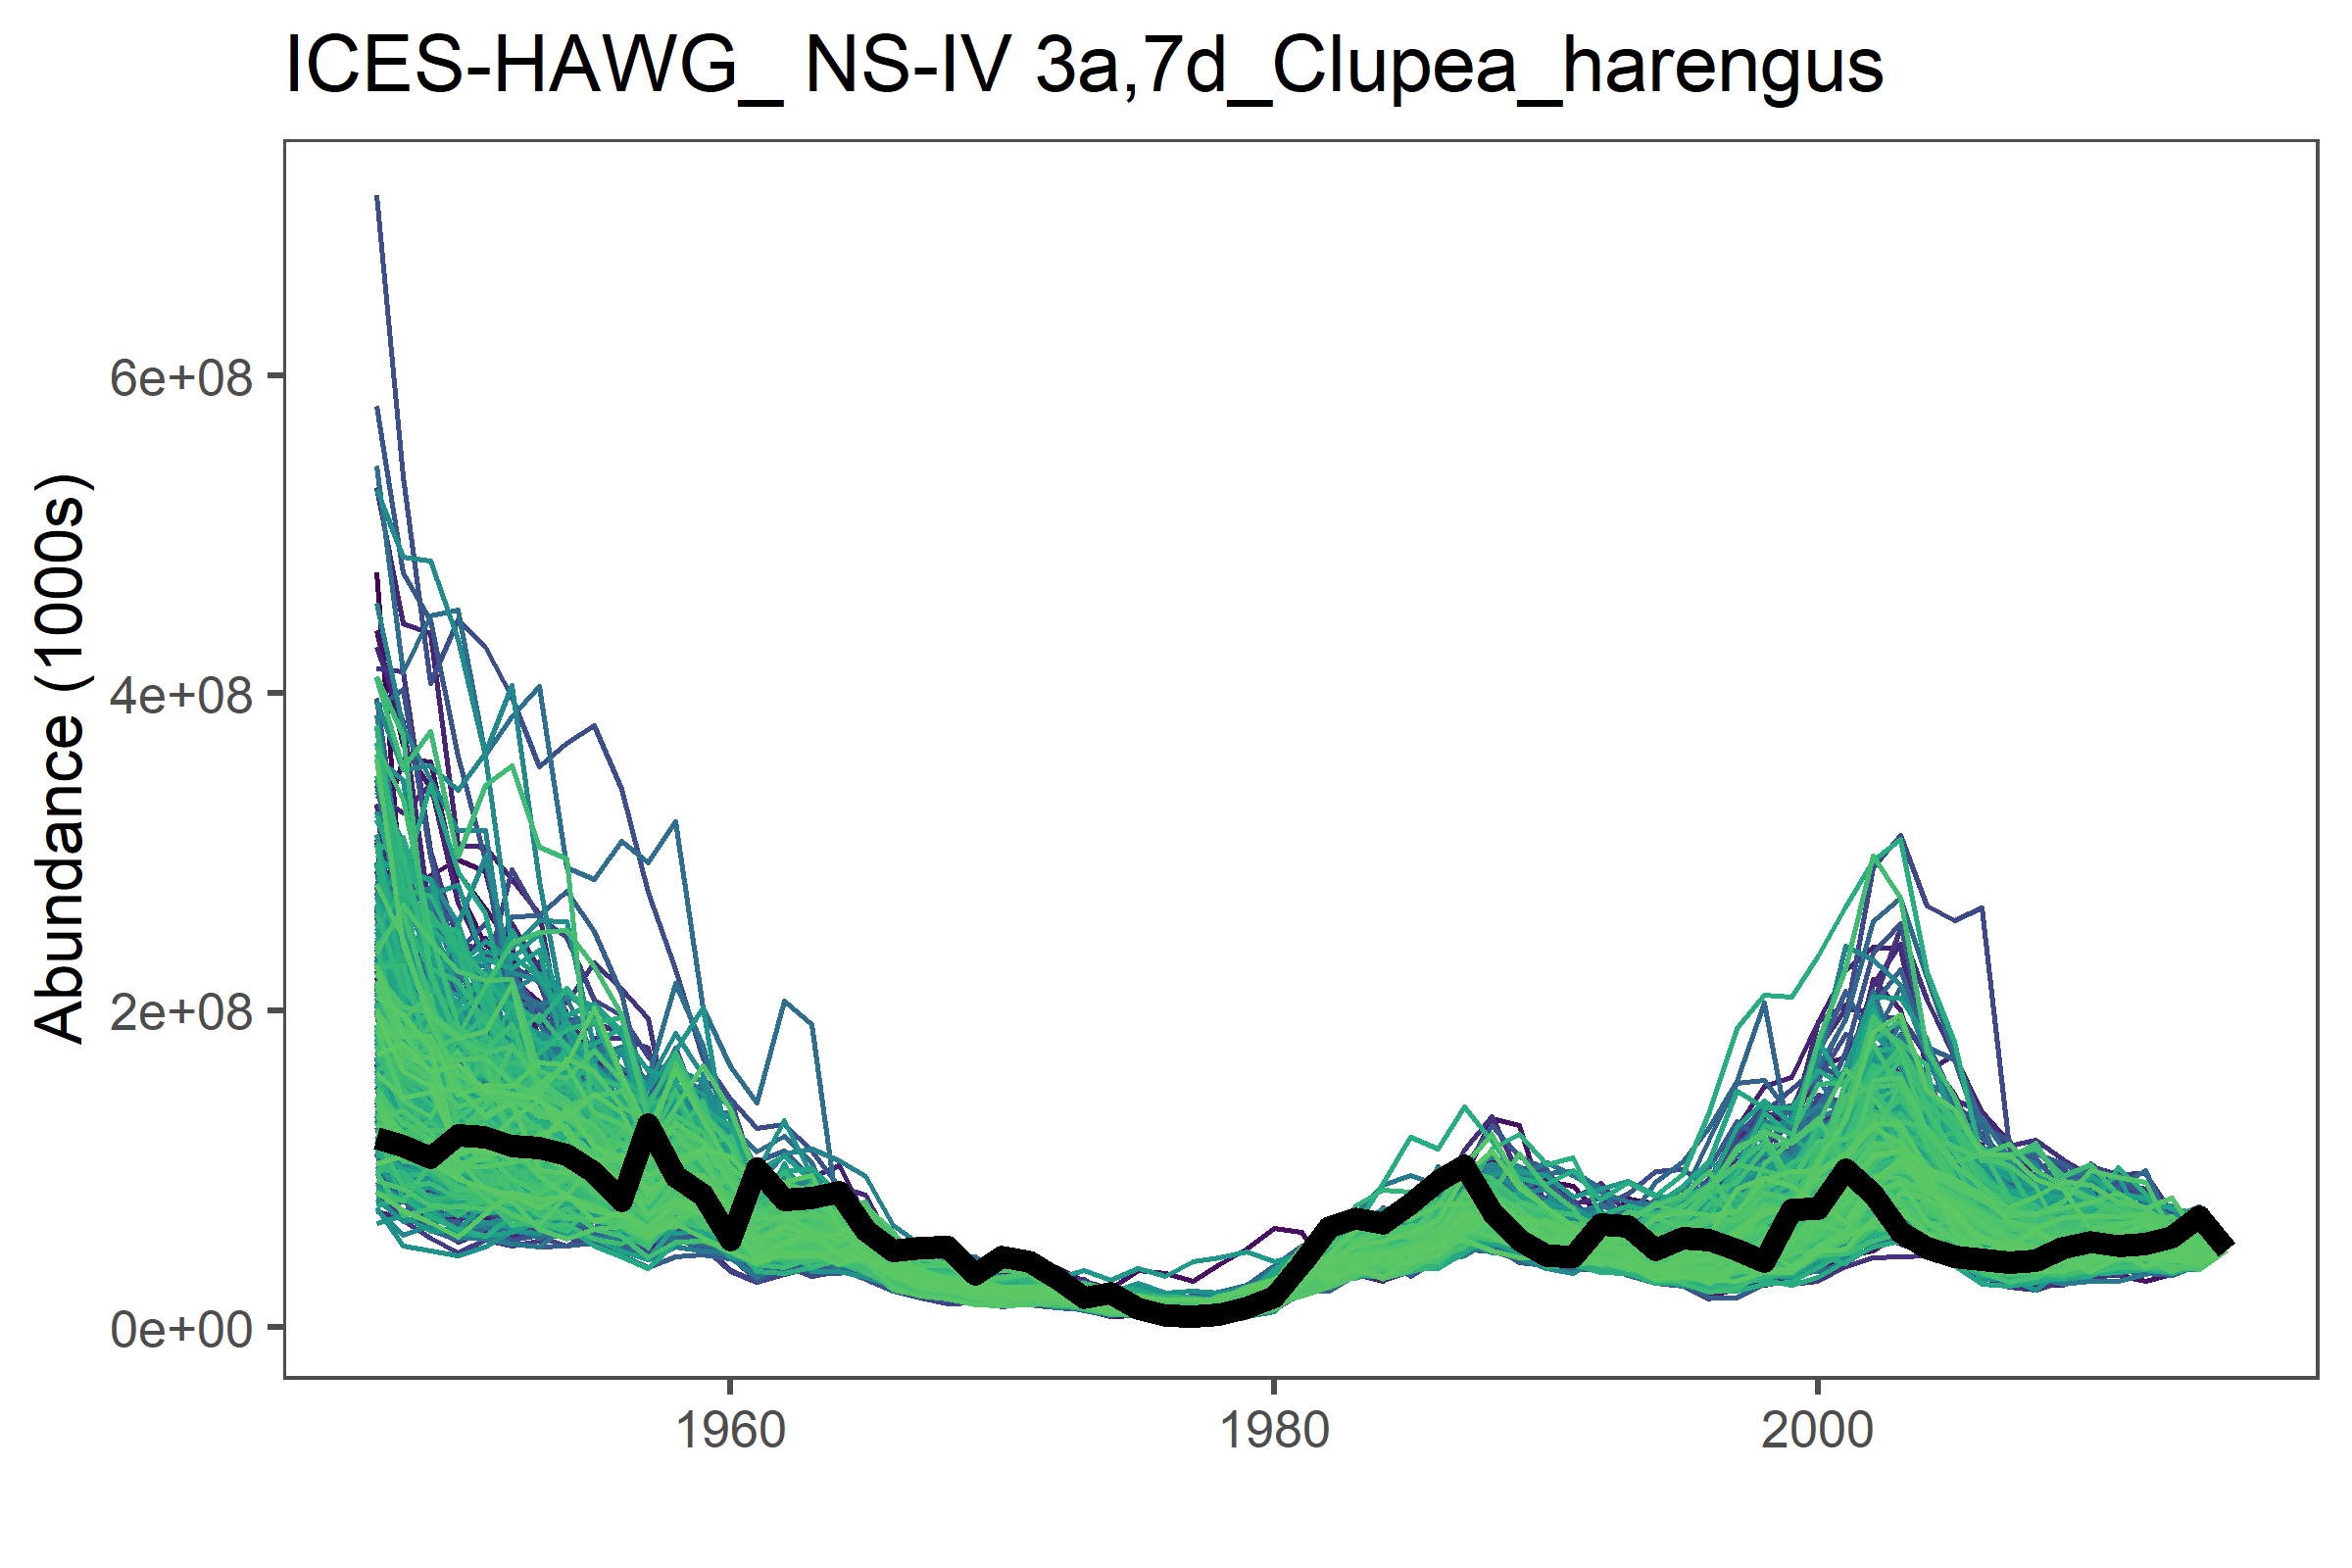 ICES-HAWG_ NS-IV 3a,7d_Clupea_harengus
Abundance (1000s)
6e+08
4e+08
2e+08
0e+00
1960
1980
2000